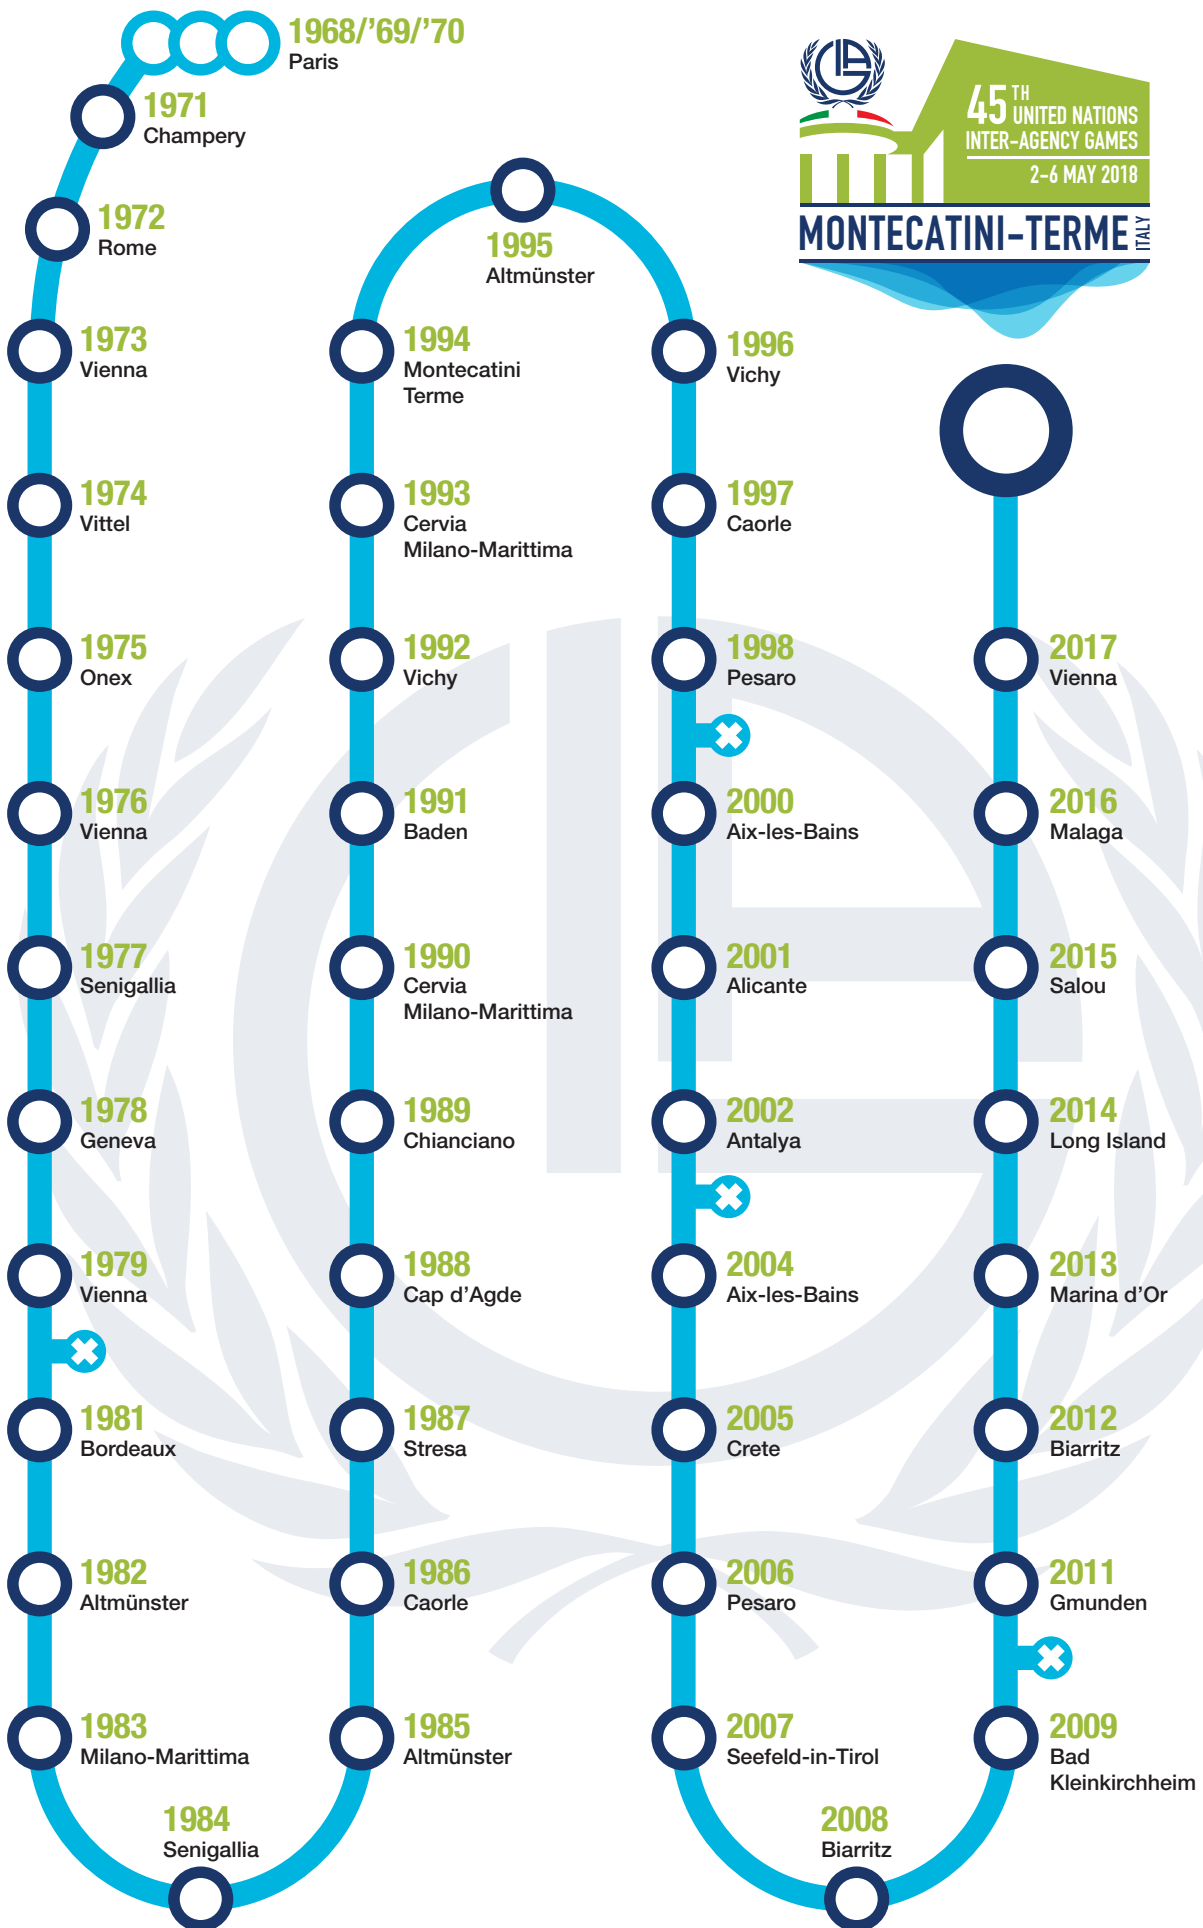 1968/’69/’70
Paris
1971
Champery
1972
Rome
1973
Vienna
1974
Vittel
1975
Onex
1976
Vienna
1977
Senigallia
1978
Geneva
1979
Vienna
1981
Bordeaux
1982
Altmünster
1983
Milano-Marittima
1984
Senigallia
1985
Altmünster
1986
Caorle
1987
Stresa
1988
Cap d’Agde
1989
Chianciano
1990
Cervia
Milano-Marittima
1991
Baden
1992
Vichy
1993
Cervia
Milano-Marittima
1994
Montecatini
Terme
1995
Altmünster
1996
Vichy
1997
Caorle
1998
Pesaro
2000
Aix-les-Bains
2001
Alicante
2002
Antalya
2004
Aix-les-Bains
2005
Crete
2006
Pesaro
2007
Seefeld-in-Tirol
2008
Biarritz
2009
Bad
Kleinkirchheim
2011
Gmunden
2012
Biarritz
2013
Marina d’Or
2014
Long Island
2015
Salou
2016
Malaga
2017
Vienna
45TH
UNITED NATIONS
INTER-AGENCY GAMES
2-6 MAY 2018
MONTECATINI-TERME ITALY